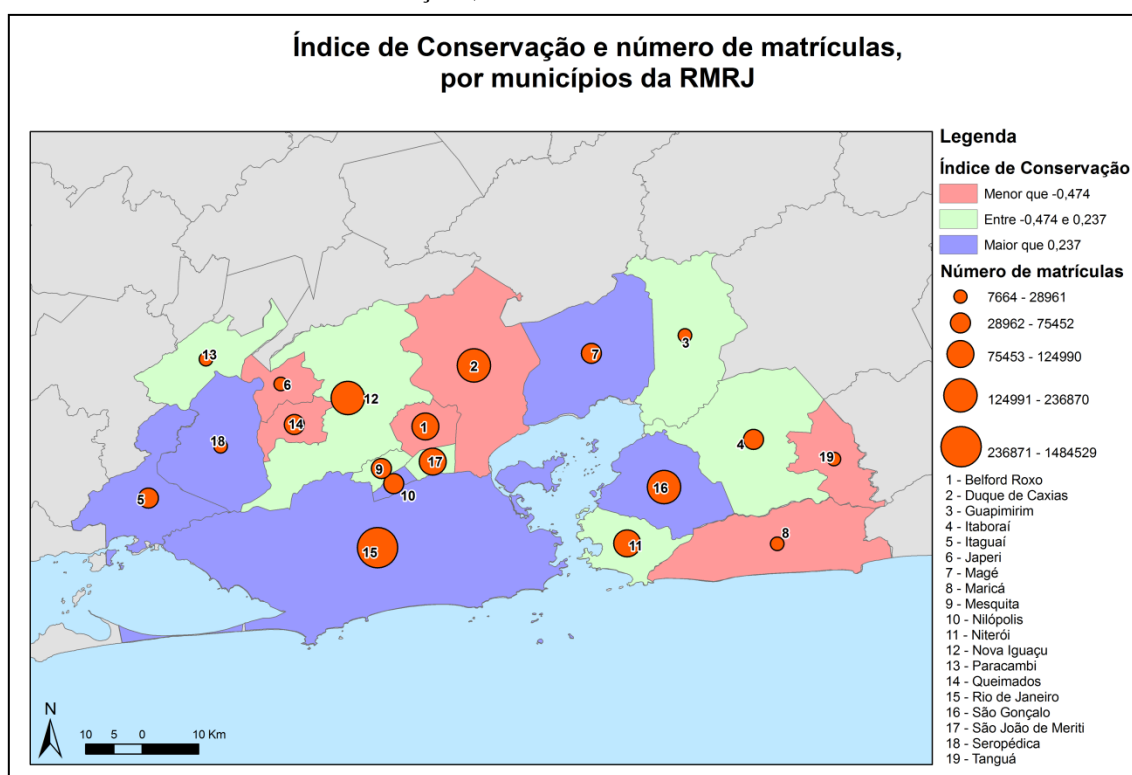 Índice de Conservação e número de matrículas,
por municípios da RMRJ
Legenda
Índice de Conservação
Menor que -0,474
Entre -0,474 e 0,237
Maior que 0,237
Número de matrículas
7664 - 28961
28962 - 75452
75453 - 124990
124991 - 236870
236871 - 1484529
1 - Belford Roxo
2 - Duque de Caxias
3 - Guapimirim
4 - Itaboraí
5 - Itaguaí
6 - Japeri
7 - Magé
8 - Maricá
9 - Mesquita
10 - Nilópolis
11 - Niterói
12 - Nova Iguaçu
13 - Paracambi
14 - Queimados
15 - Rio de Janeiro
16 - São Gonçalo
17 - São João de Meriti
18 - Seropédica
19 - Tanguá
13
6
12
2
7
3
14
1
18
9
17
4
19
10
16
5
15
11
8
N
10 5 0 10 Km